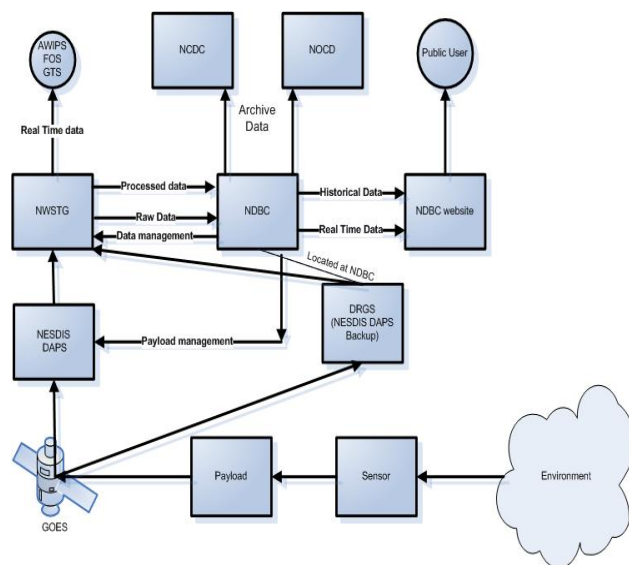 AWIPS
FOS
GTS
NCDC
NOCD
Public User
Real Time data
Archive
Data
NWSTG
Processed data
Raw Data
Data management
NDBC
Historical Data
Real Time Data
NDBC website
Located at NDBC
NESDIS
DAPS
Payload management
DRGS
(NESDIS DAPS
Backup)
GOES
Payload
Sensor
Environment